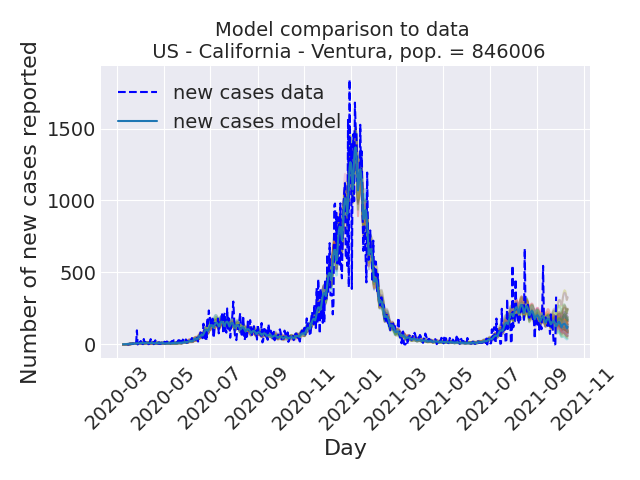 Model comparison to data
US - California - Ventura, pop. = 846006
Number of new cases reported
new cases data
new cases model
1500
1000
500
0
2020-03
2020-05
2020-07
2020-09
2020-11
2021-01
2021-03
2021-05
2021-07
2021-09
2021-11
Day